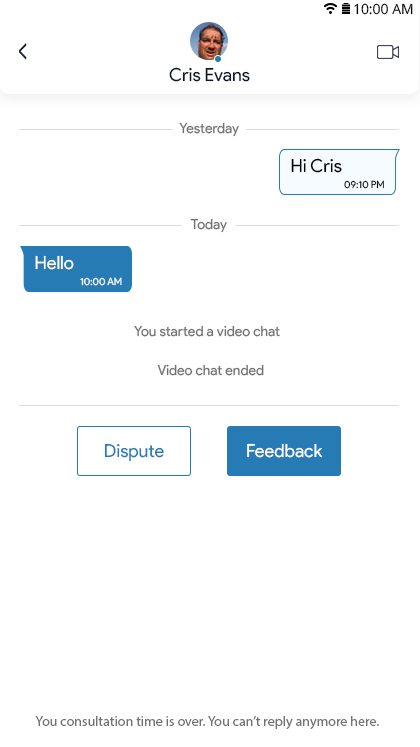 10:00 AM
Cris Evans
Yesterday
Hi Cris
09:10 PM
Today
Hello
10:00 AM
You started a video chat
Video chat ended
Dispute
Feedback
You consultation time is over. You can't reply anymore here.